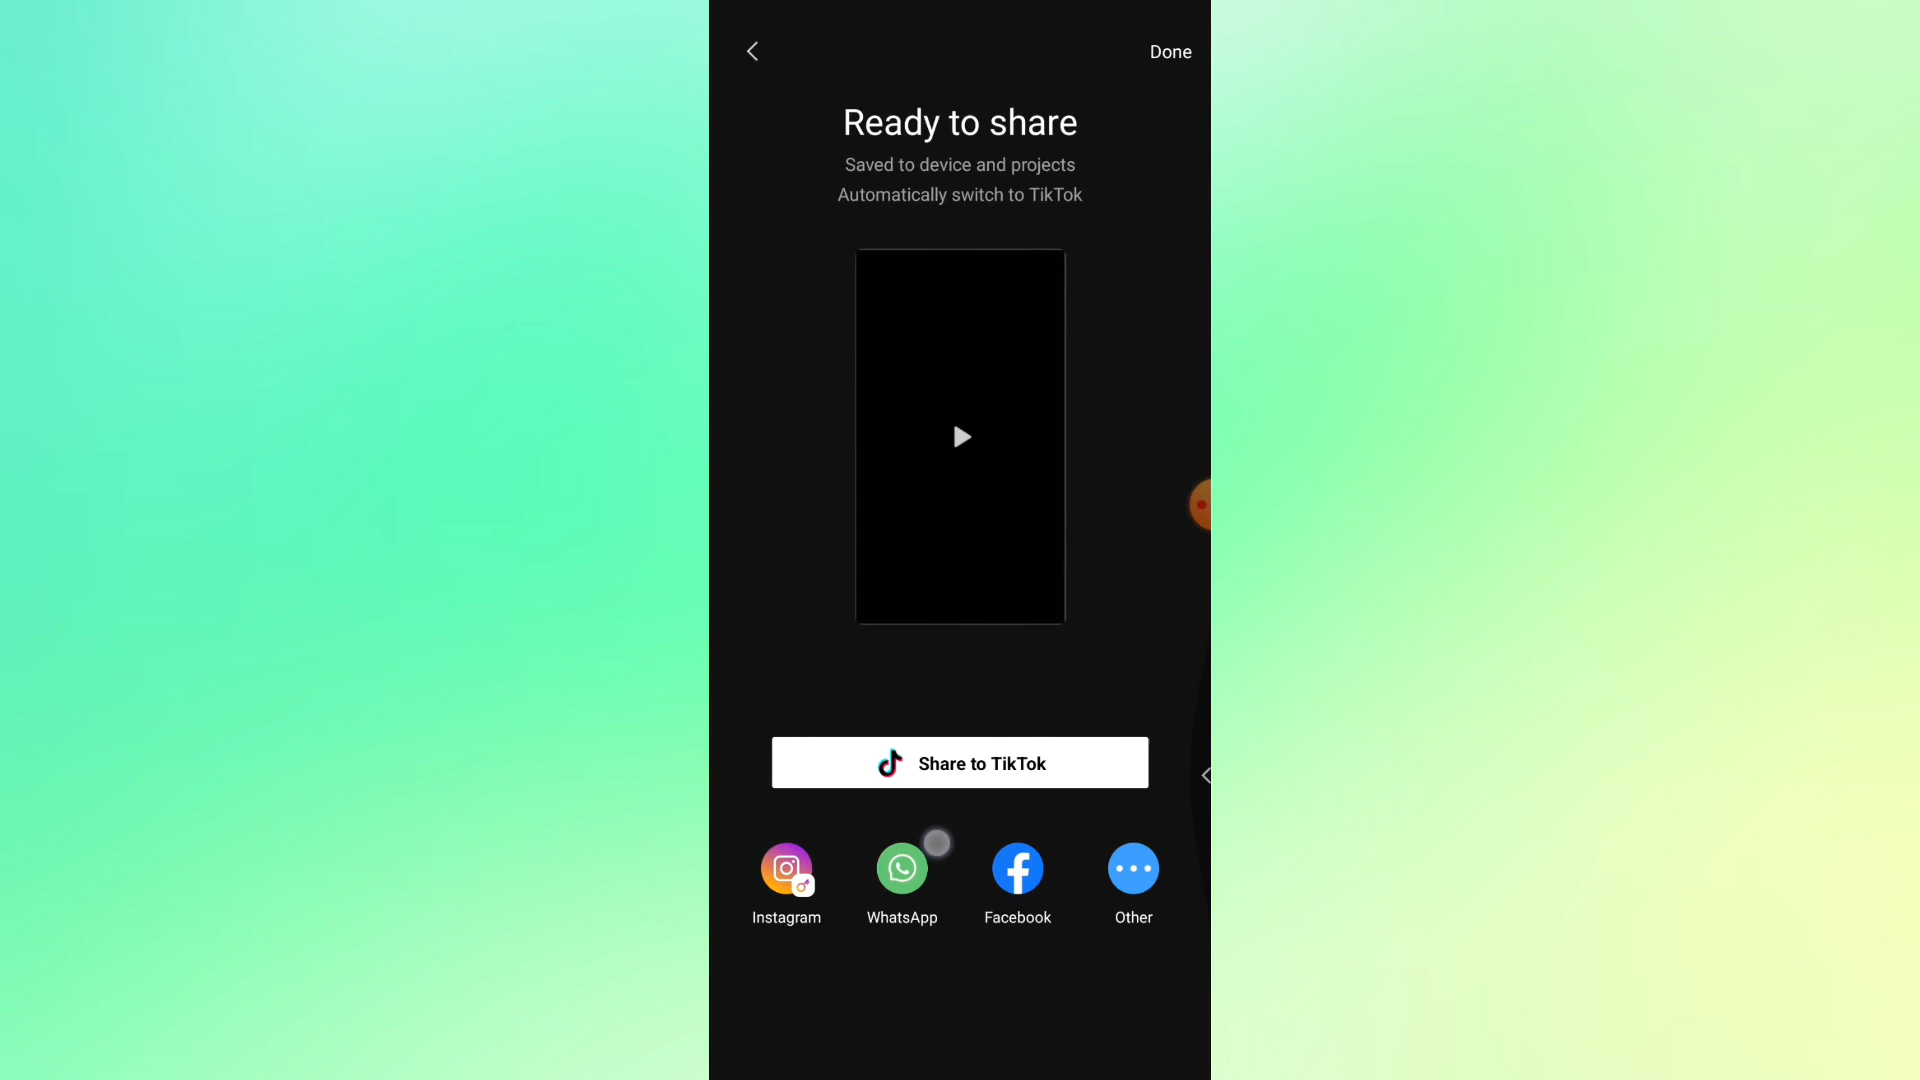 Done
Ready to share
Saved to device and projects
Automatically switch to TikTok
Share to TikTok
Instagram
WhatsApp
Facebook
Other